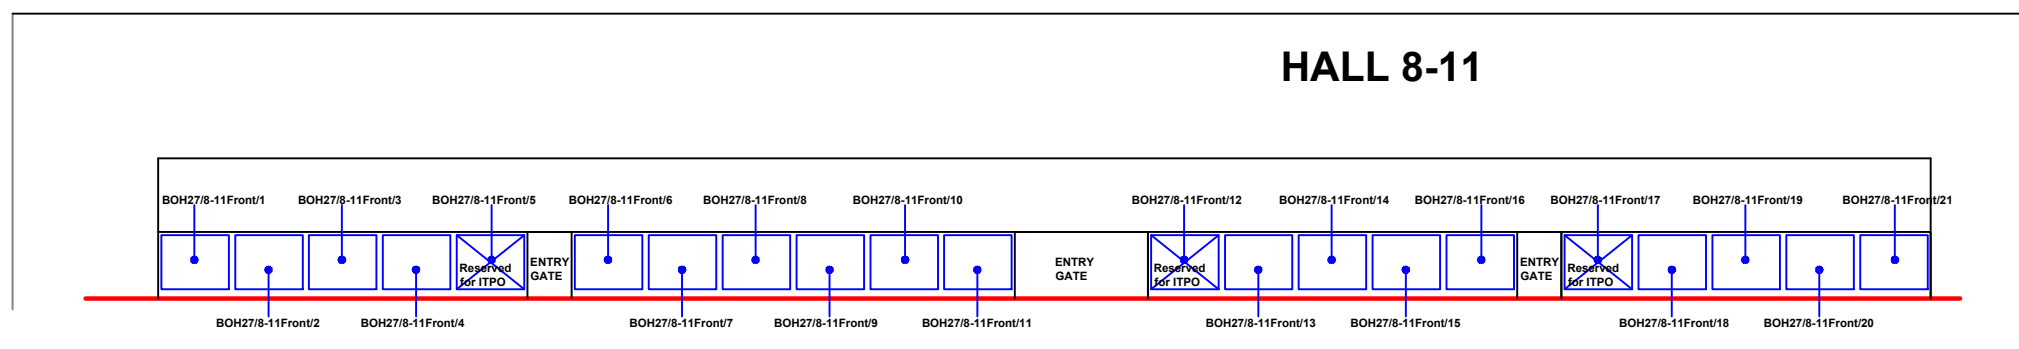 HALL 8-11
BOH27/8-11Front/1
BOH27/8-11Front/3
BOH27/8-11Front/5
BOH27/8-11Front/6
BOH27/8-11Front/8
BOH27/8-11Front/10
BOH27/8-11Front/12
BOH27/8-11Front/14
BOH27/8-11Front/16
BOH27/8-11Front/17
BOH27/8-11Front/19
BOH27/8-11Front/21
Reserved
for ITPO
ENTRY
GATE
ENTRY
GATE
Reserved
for ITPO
ENTRY
GATE
Reserved
for ITPO
BOH27/8-11Front/2
BOH27/8-11Front/4
BOH27/8-11Front/7
BOH27/8-11Front/9
BOH27/8-11Front/11
BOH27/8-11Front/13
BOH27/8-11Front/15
BOH27/8-11Front/18
BOH27/8-11Front/20